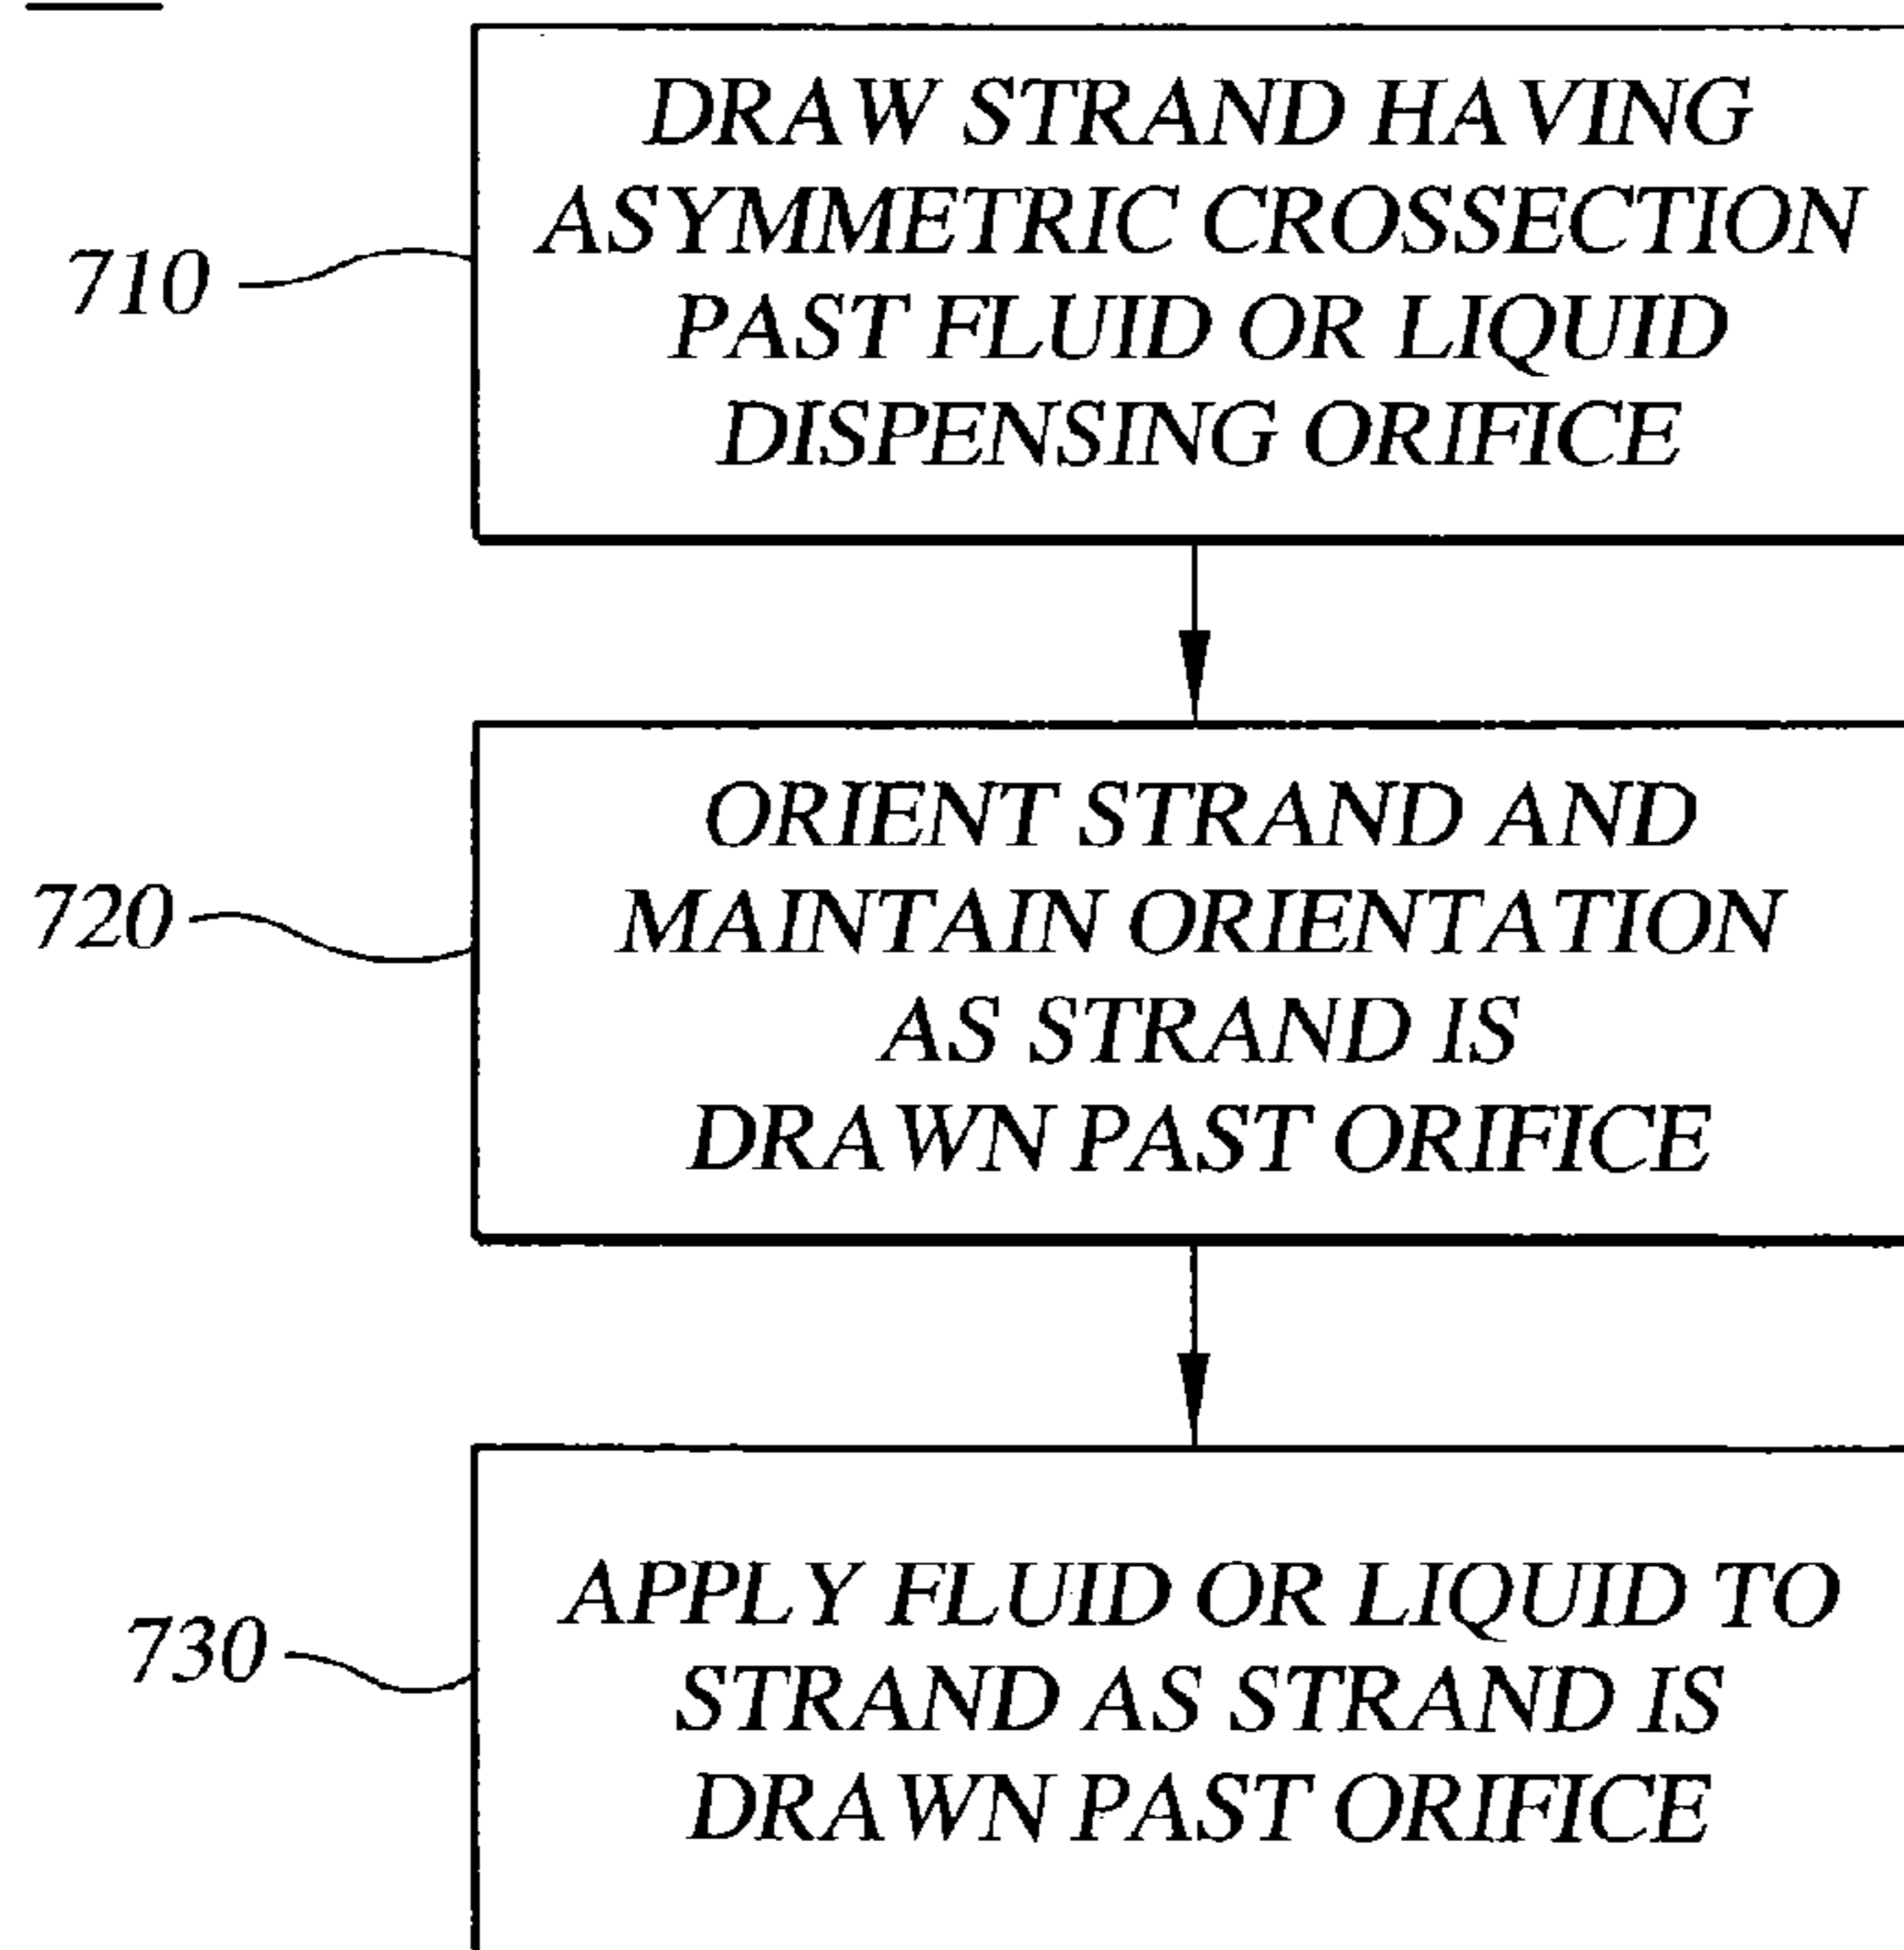 DRAW STRAND HAVING
ASYMMETRIC CROSSECTION
PAST FLUID OR LIQUID
DISPENSING ORIFICE
710
ORIENT STRAND AND
MAINTAIN ORIENTATION
AS STRAND IS
DRAWN PAST ORIFICE
720
APPLY FLUID OR LIQUID TO
STRAND AS STRAND IS
DRAWN PAST ORIFICE
730